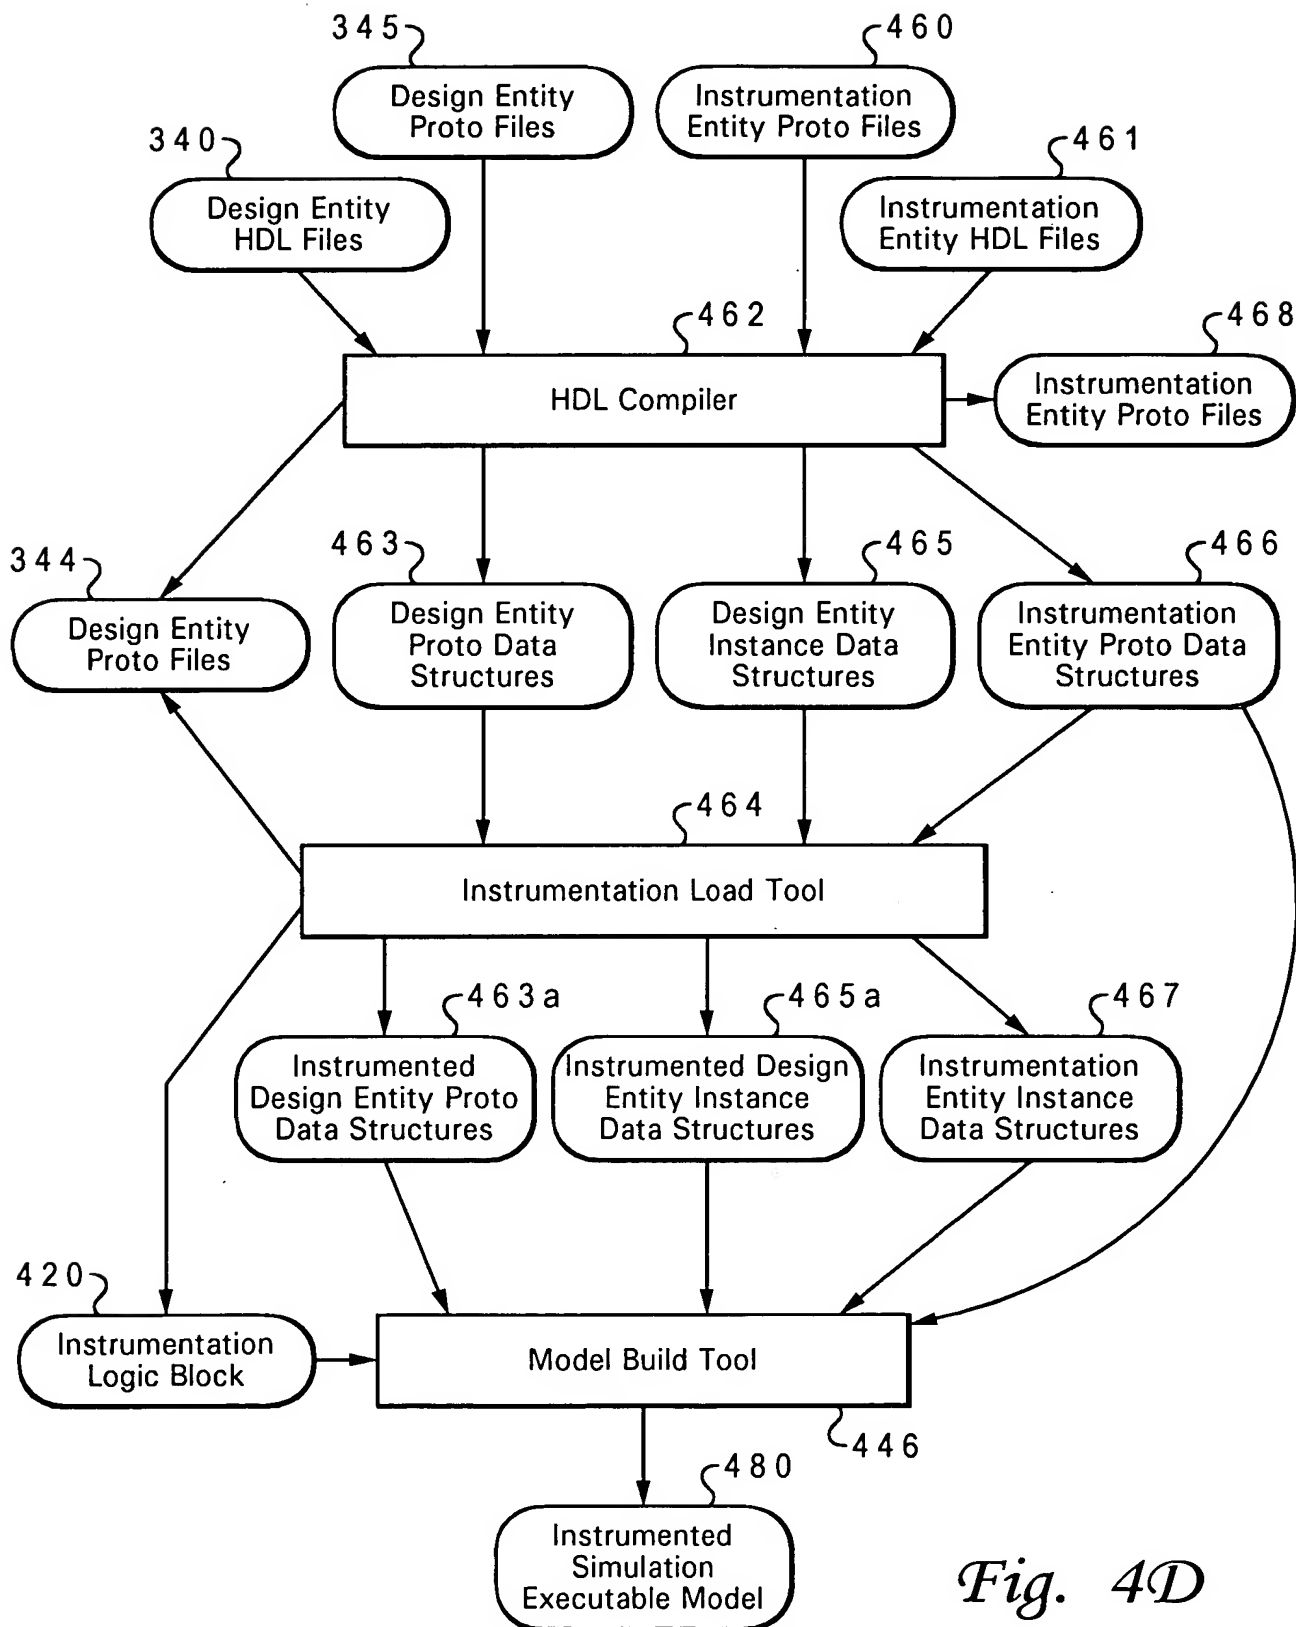 345
460
Design Entity
Proto Files
Instrumentation
Entity Proto Files
340
461
Design Entity
HDL Files
Instrumentation
Entity HDL Files
462
468
HDL Compiler
Instrumentation
Entity Proto Files
344
463
465
466
Design Entity
Proto Files
Design Entity
Proto Data
Structures
Design Entity
Instance Data
Structures
Instrumentation
Entity Proto Data
Structures
464
Instrumentation Load Tool
463a
465a
467
Instrumented
Design Entity Proto
Data Structures
Instrumented Design
Entity Instance
Data Structures
Instrumentation
Entity Instance
Data Structures
420
Instrumentation
Logic Block
Model Build Tool
446
480
Instrumented
Simulation
Executable Model
Fig. 4D